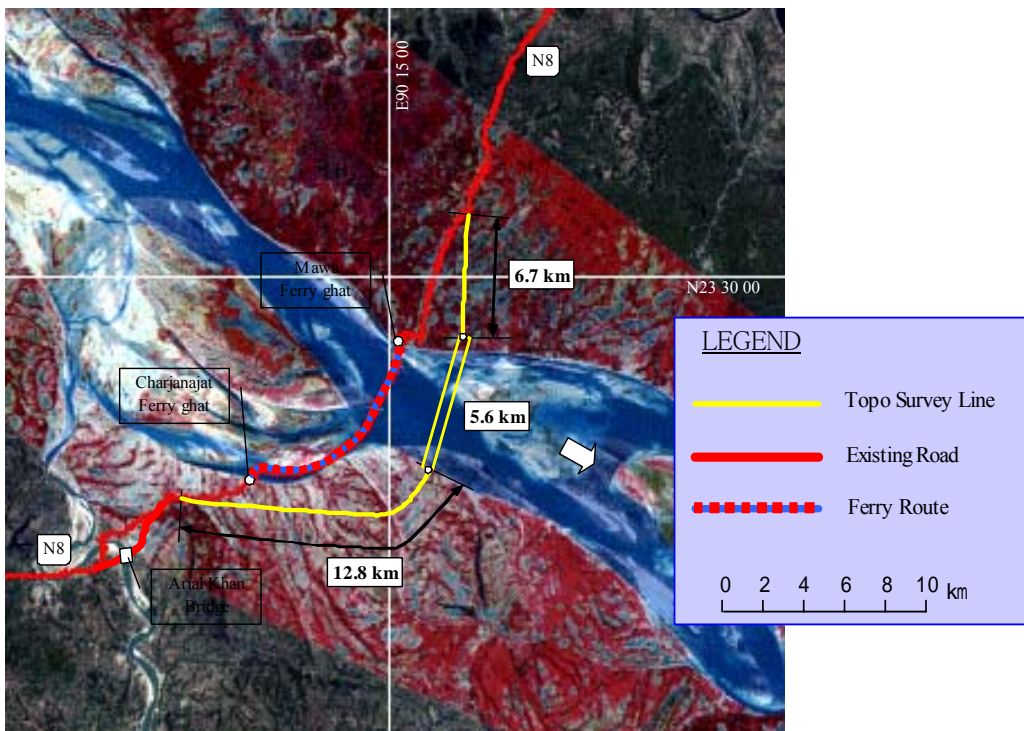 N8
E90 15 00
Mawa
Ferry ghat
6.7 km
N23 30 00
LEGEND
Topo Survey Line
Existing Road
Ferry Route
0 2 4 6 8 10 km
Charjanajat
Ferry ghat
5.6 km
N8
12.8 km
Arial Khan
Bridge